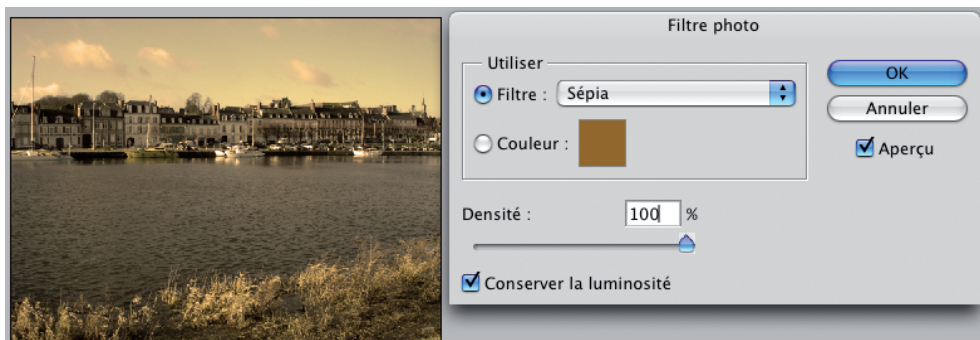 Filtre photo
Utiliser
Filtre : Sépia
Couleur :
OK
Annuler
Aperçu
Densité : 100 %
Conserver la luminosité